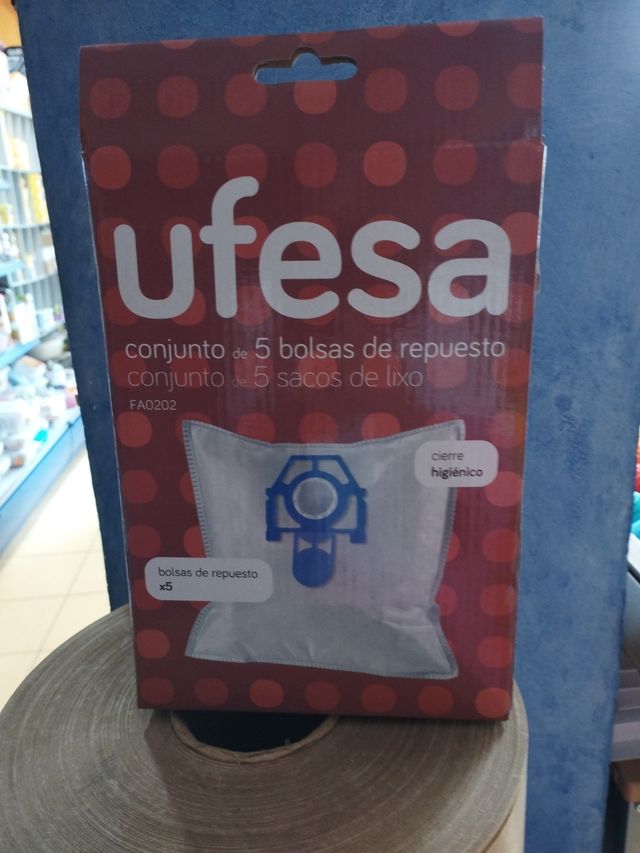 ufesa
conjunto de 5 bolsas de repuesto
conjunto de 5 sacos de lixo
FA0202
cierre
higiénico
bolsas de repuesto
x5